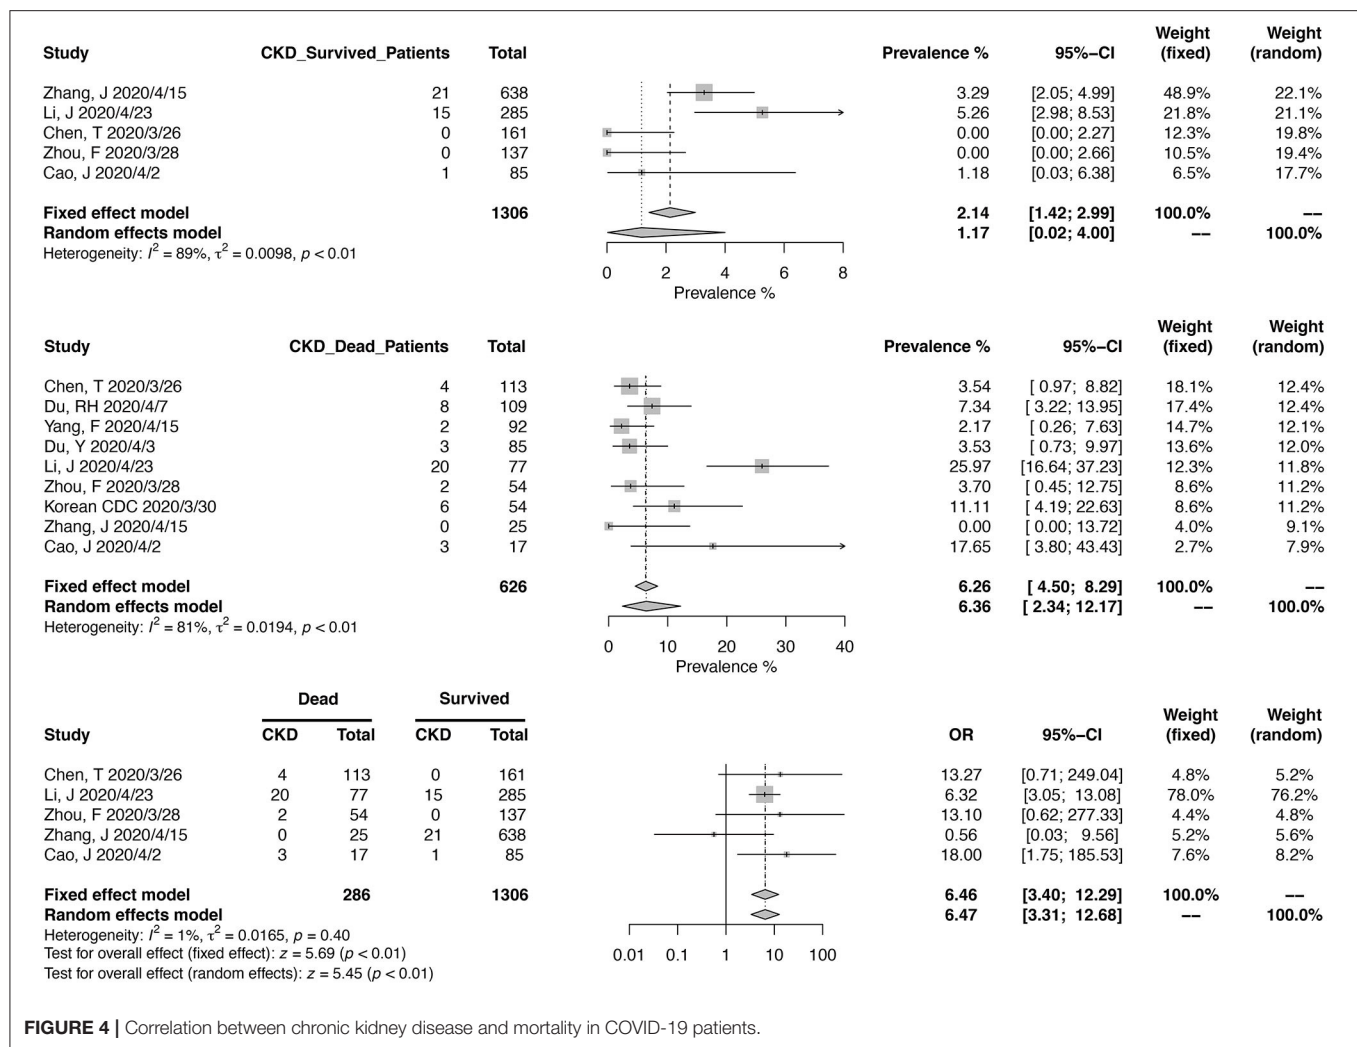 Weight Weight
Study CKD_Survived_Patients Total Prevalence % 95%−CI (fixed) (random)
Zhang, J 2020/4/15 21 638 3.29 [2.05; 4.99] 48.9% 22.1%
Li, J 2020/4/23 15 285 5.26 [2.98; 8.53] 21.8% 21.1%
Chen, T 2020/3/26 0 161 0.00 [0.00; 2.27] 12.3% 19.8%
Zhou, F 2020/3/28 0 137 0.00 [0.00; 2.66] 10.5% 19.4%
Cao, J 2020/4/2 1 85 1.18 [0.03; 6.38] 6.5% 17.7%
Fixed effect model 1306 2.14 [1.42; 2.99] 100.0% −−
Random effects model 1.17 [0.02; 4.00] −− 100.0%
Heterogeneity: I² = 89%, τ² = 0.0098, p < 0.01
0 2 4 6 8
Prevalence %
Weight Weight
Study CKD_Dead_Patients Total Prevalence % 95%−CI (fixed) (random)
Chen, T 2020/3/26 4 113 3.54 [ 0.97; 8.82] 18.1% 12.4%
Du, RH 2020/4/7 8 109 7.34 [ 3.22; 13.95] 17.4% 12.4%
Yang, F 2020/4/15 2 92 2.17 [ 0.26; 7.63] 14.7% 12.1%
Du, Y 2020/4/3 3 85 3.53 [ 0.73; 9.97] 13.6% 12.0%
Li, J 2020/4/23 20 77 25.97 [16.64; 37.23] 12.3% 11.8%
Zhou, F 2020/3/28 2 54 3.70 [ 0.45; 12.75] 8.6% 11.2%
Korean CDC 2020/3/30 6 54 11.11 [ 4.19; 22.63] 8.6% 11.2%
Zhang, J 2020/4/15 0 25 0.00 [ 0.00; 13.72] 4.0% 9.1%
Cao, J 2020/4/2 3 17 17.65 [ 3.80; 43.43] 2.7% 7.9%
Fixed effect model 626 6.26 [ 4.50; 8.29] 100.0% −−
Random effects model 6.36 [ 2.34; 12.17] −− 100.0%
Heterogeneity: I² = 81%, τ² = 0.0194, p < 0.01
0 10 20 30 40
Prevalence %
Dead Survived
Weight Weight
Study CKD Total CKD Total OR 95%−CI (fixed) (random)
Chen, T 2020/3/26 4 113 0 161 13.27 [0.71; 249.04] 4.8% 5.2%
Li, J 2020/4/23 20 77 15 285 6.32 [3.05; 13.08] 78.0% 76.2%
Zhou, F 2020/3/28 2 54 0 137 13.10 [0.62; 277.33] 4.4% 4.8%
Zhang, J 2020/4/15 0 25 21 638 0.56 [0.03; 9.56] 5.2% 5.6%
Cao, J 2020/4/2 3 17 1 85 18.00 [1.75; 185.53] 7.6% 8.2%
Fixed effect model 286 1306 6.46 [3.40; 12.29] 100.0% −−
Random effects model 6.47 [3.31; 12.68] −− 100.0%
Heterogeneity: I² = 1%, τ² = 0.0165, p = 0.40
Test for overall effect (fixed effect): z = 5.69 (p < 0.01)
Test for overall effect (random effects): z = 5.45 (p < 0.01)
0.01 0.1 1 10 100
FIGURE 4 | Correlation between chronic kidney disease and mortality in COVID-19 patients.